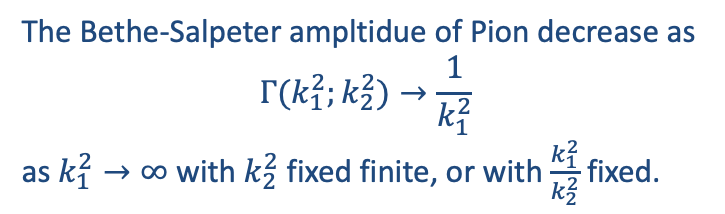 The Bethe-Salpeter ampltidue of Pion decrease as
Γ(k₁²; k₂²) → 1/k₁²
as k₁² → ∞ with k₂² fixed finite, or with k₁²/k₂² fixed.